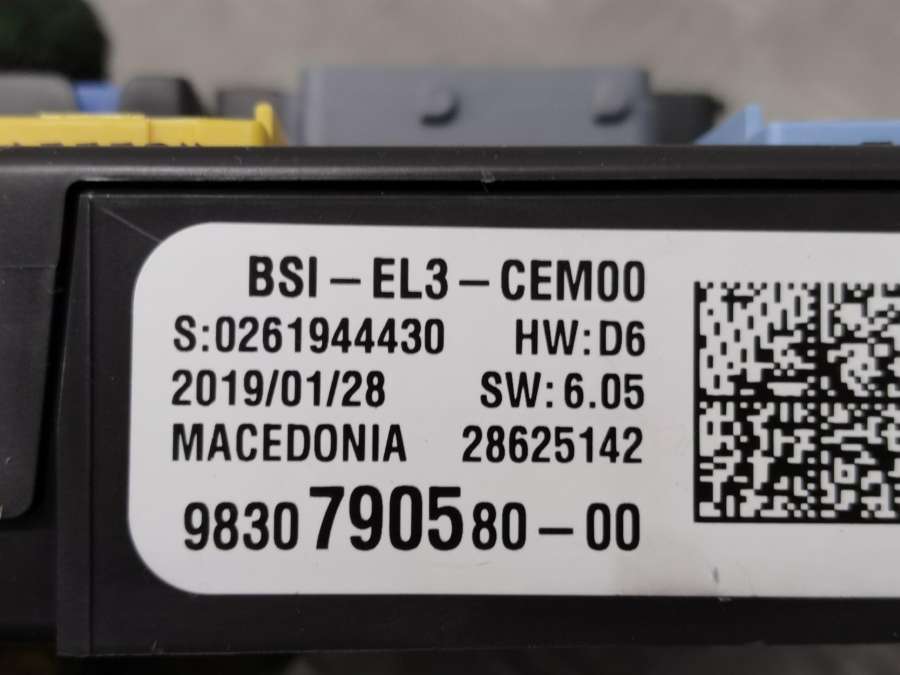 BSI-EL3-CEM00
S:0261944430 HW:D6
2019/01/28 SW:6.05
MACEDONIA 28625142
9830790580-00